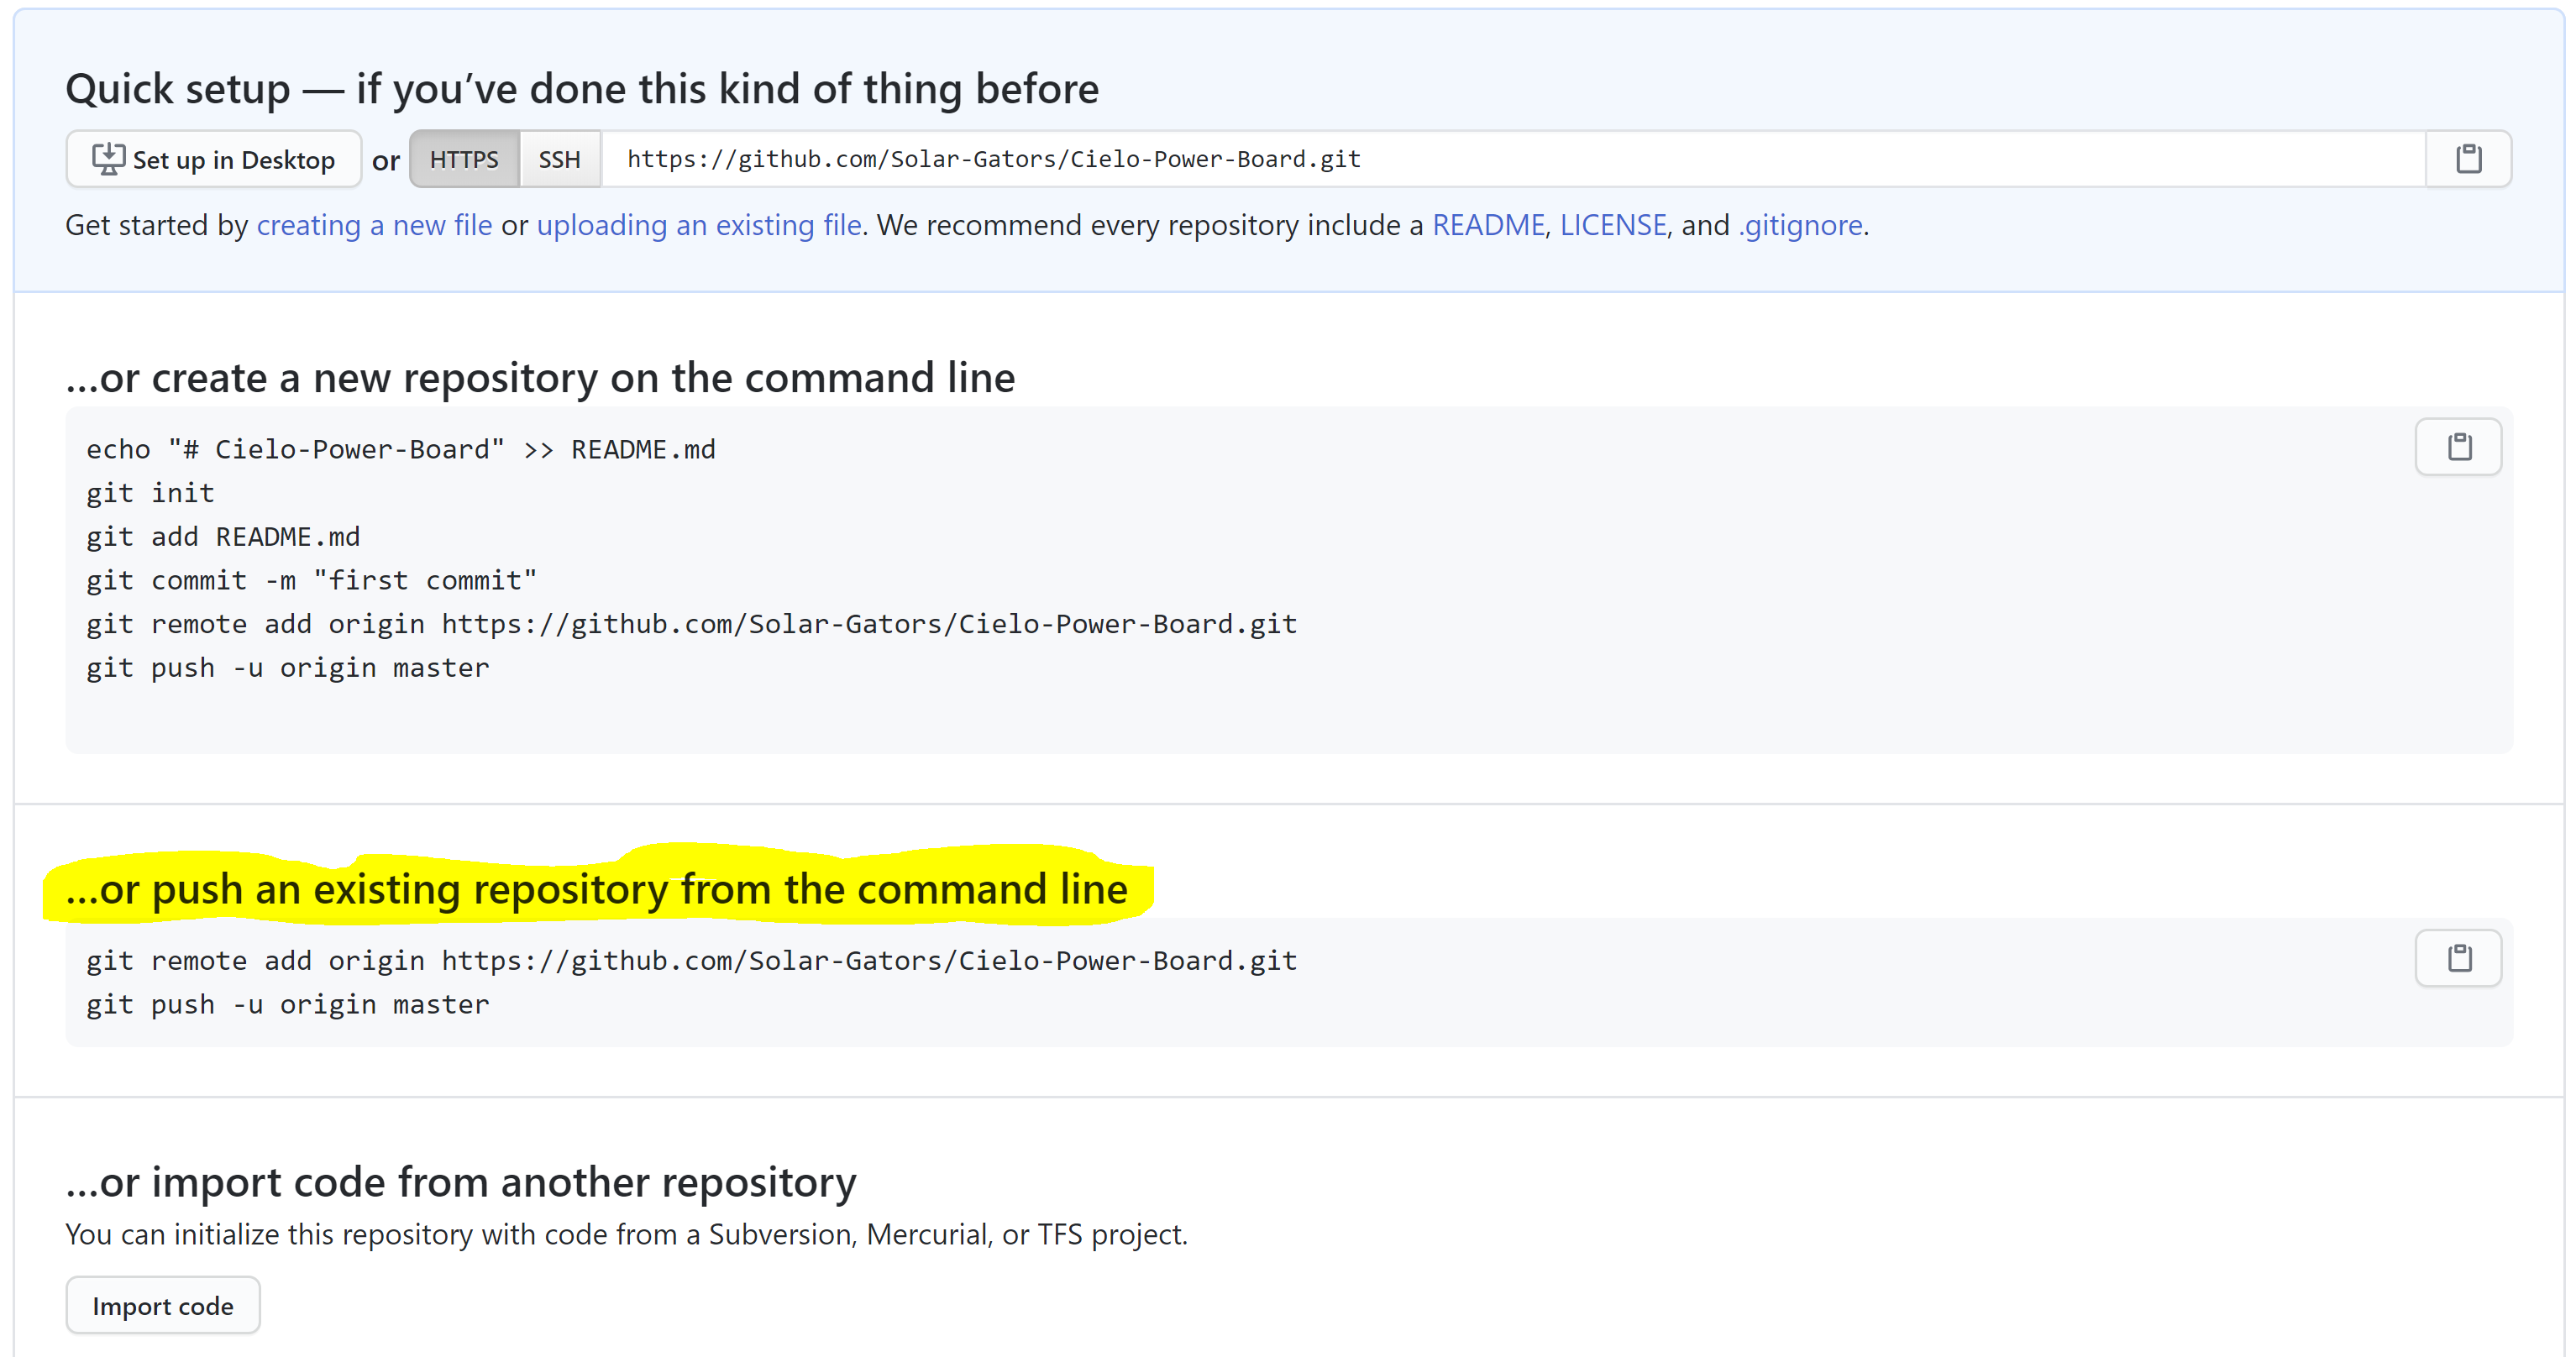 Quick setup — if you’ve done this kind of thing before
Set up in Desktop or HTTPS SSH https://github.com/Solar-Gators/Cielo-Power-Board.git
Get started by creating a new file or uploading an existing file. We recommend every repository include a README, LICENSE, and .gitignore.
…or create a new repository on the command line
echo "# Cielo-Power-Board" >> README.md
git init
git add README.md
git commit -m "first commit"
git remote add origin https://github.com/Solar-Gators/Cielo-Power-Board.git
git push -u origin master
…or push an existing repository from the command line
git remote add origin https://github.com/Solar-Gators/Cielo-Power-Board.git
git push -u origin master
…or import code from another repository
You can initialize this repository with code from a Subversion, Mercurial, or TFS project.
Import code